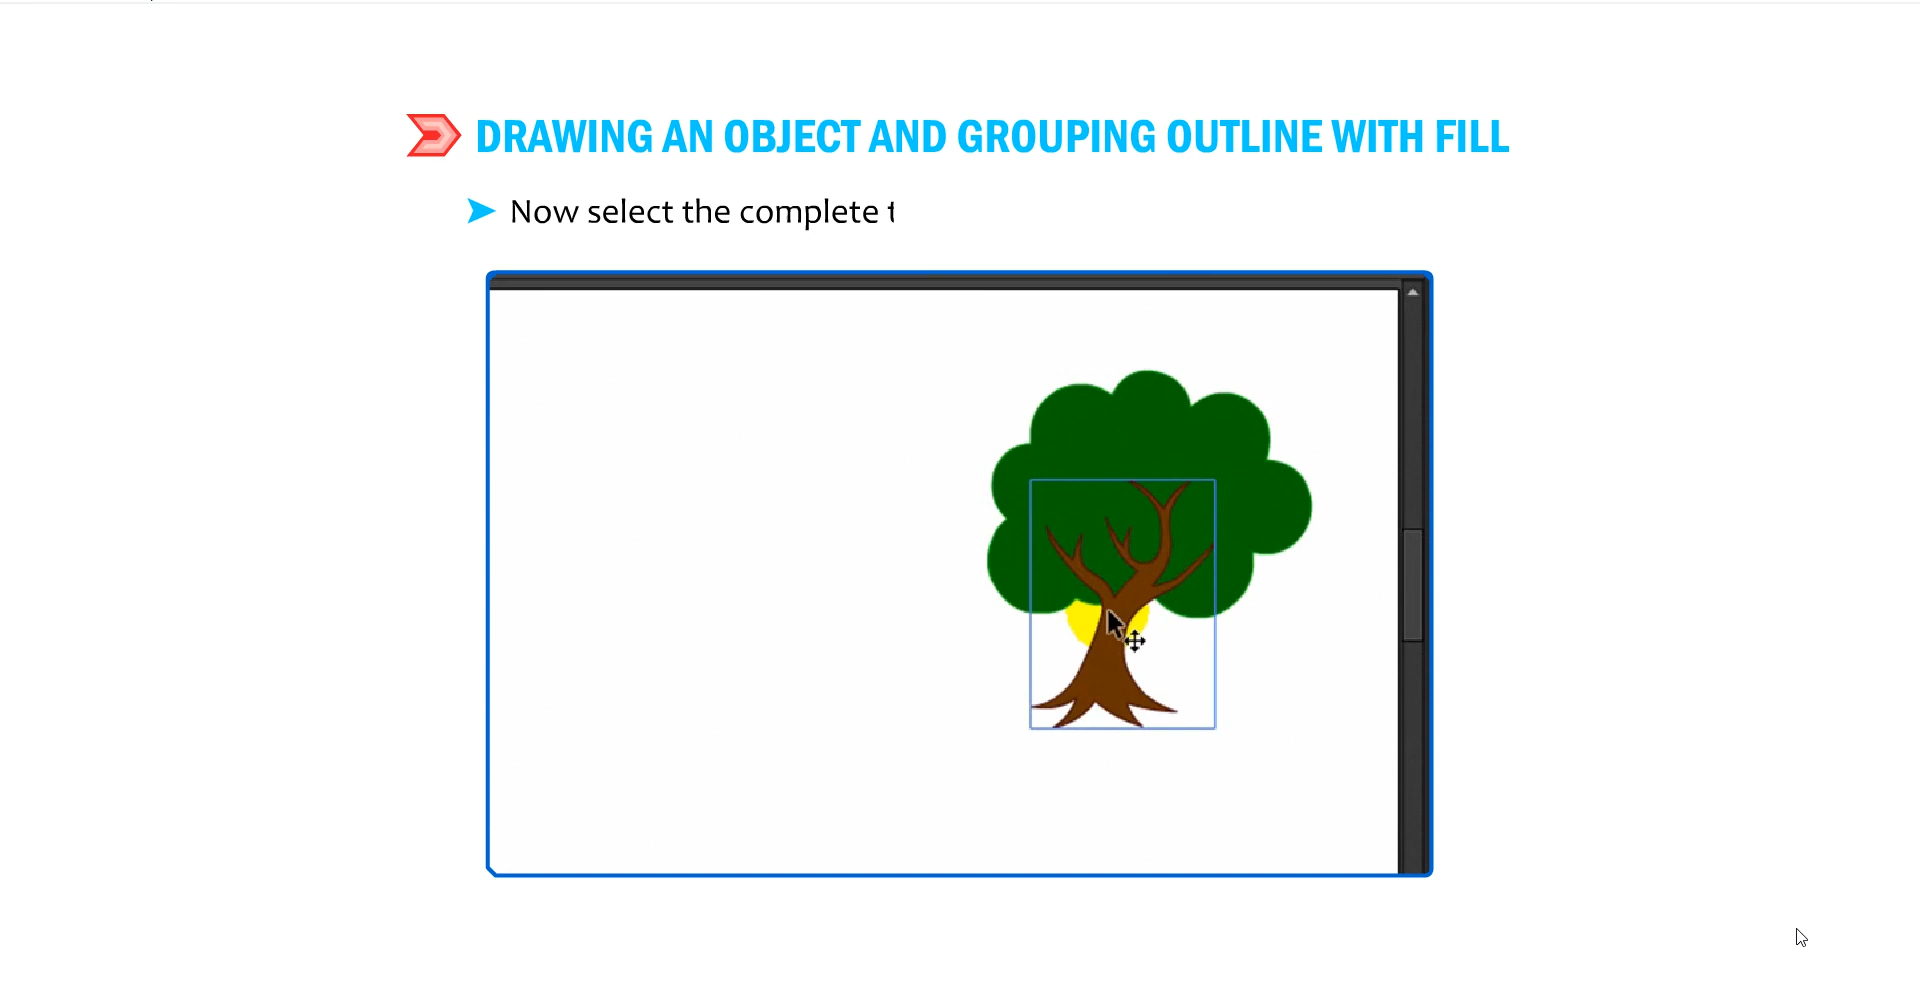 DRAWING AN OBJECT AND GROUPING OUTLINE WITH FILL
Now select the complete t